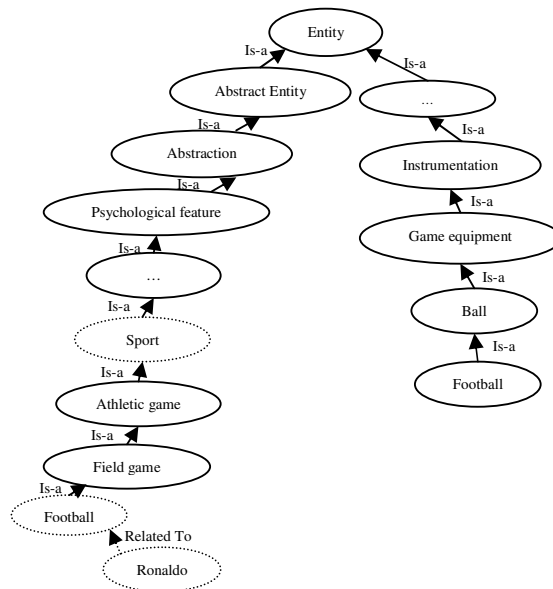 Entity
Is-a
Is-a
Abstract Entity
...
Is-a
Is-a
Abstraction
Instrumentation
Is-a
Is-a
Psychological feature
Game equipment
Is-a
Is-a
...
Ball
Is-a
Sport
Is-a
Is-a
Football
Athletic game
Is-a
Field game
Is-a
Football
Related To
Ronaldo